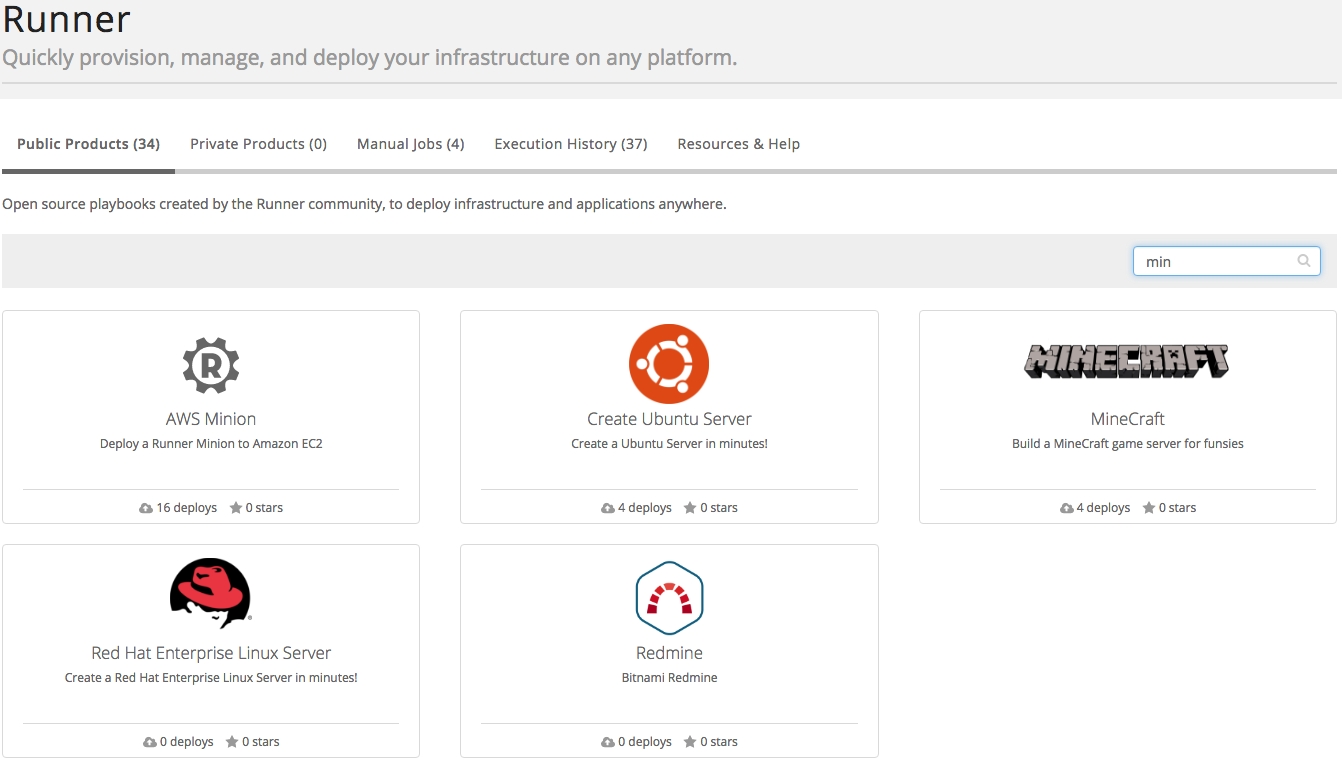 Runner
Quickly provision, manage, and deploy your infrastructure on any platform.
Public Products (34) Private Products (0) Manual Jobs (4) Execution History (37) Resources & Help
Open source playbooks created by the Runner community, to deploy infrastructure and applications anywhere.
min
R
AWS Minion
Deploy a Runner Minion to Amazon EC2
16 deploys 0 stars
Create Ubuntu Server
Create a Ubuntu Server in minutes!
4 deploys 0 stars
MINECRAFT
MineCraft
Build a MineCraft game server for funsies
4 deploys 0 stars
Red Hat Enterprise Linux Server
Create a Red Hat Enterprise Linux Server in minutes!
0 deploys 0 stars
Redmine
Bitnami Redmine
0 deploys 0 stars